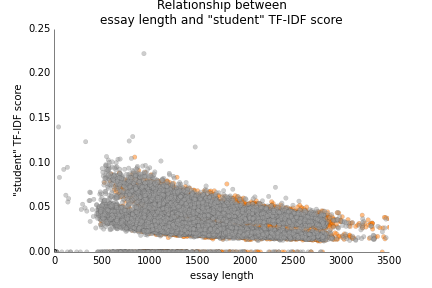 Relationship between
essay length and "student" TF-IDF score
0.25
0.20
0.15
0.10
0.05
0.00
"student" TF-IDF score
0 500 1000 1500 2000 2500 3000 3500
essay length